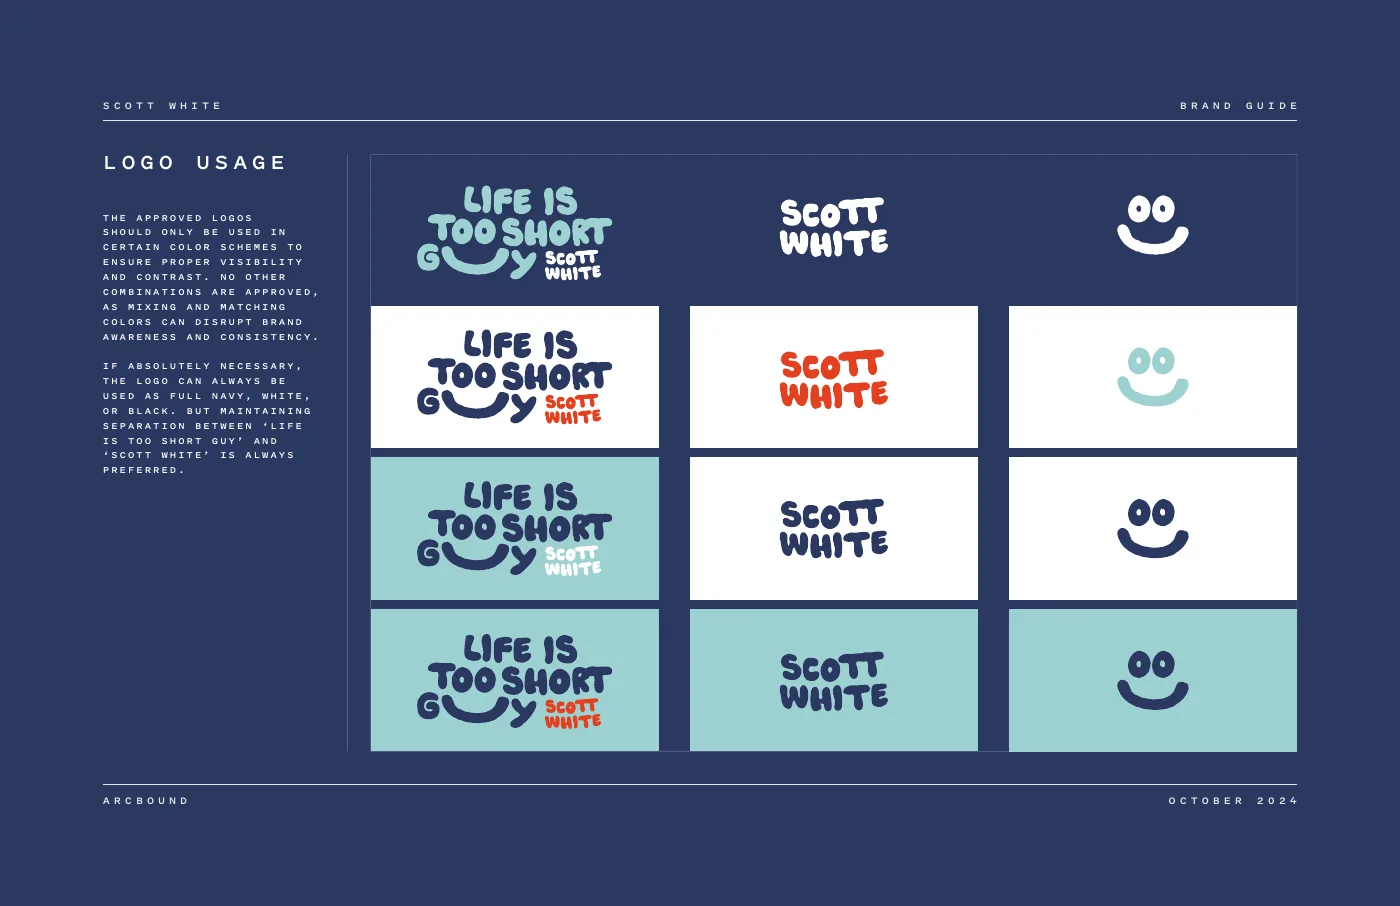 SCOTT WHITE
BRAND GUIDE
LOGO USAGE
THE APPROVED LOGOS
SHOULD ONLY BE USED IN
CERTAIN COLOR SCHEMES TO
ENSURE PROPER VISIBILITY
AND CONTRAST. NO OTHER
COMBINATIONS ARE APPROVED,
AS MIXING AND MATCHING
COLORS CAN DISRUPT BRAND
AWARENESS AND CONSISTENCY.
IF ABSOLUTELY NECESSARY,
THE LOGO CAN ALWAYS BE
USED AS FULL NAVY, WHITE,
OR BLACK. BUT MAINTAINING
SEPARATION BETWEEN ‘LIFE
IS TOO SHORT GUY’ AND
‘SCOTT WHITE’ IS ALWAYS
PREFERRED.
LIFE IS
TOO SHORT
GUY
SCOTT
WHITE
SCOTT
WHITE
LIFE IS
TOO SHORT
GUY
SCOTT
WHITE
SCOTT
WHITE
LIFE IS
TOO SHORT
GUY
SCOTT
WHITE
SCOTT
WHITE
LIFE IS
TOO SHORT
GUY
SCOTT
WHITE
SCOTT
WHITE
ARCBOUND
OCTOBER 2024